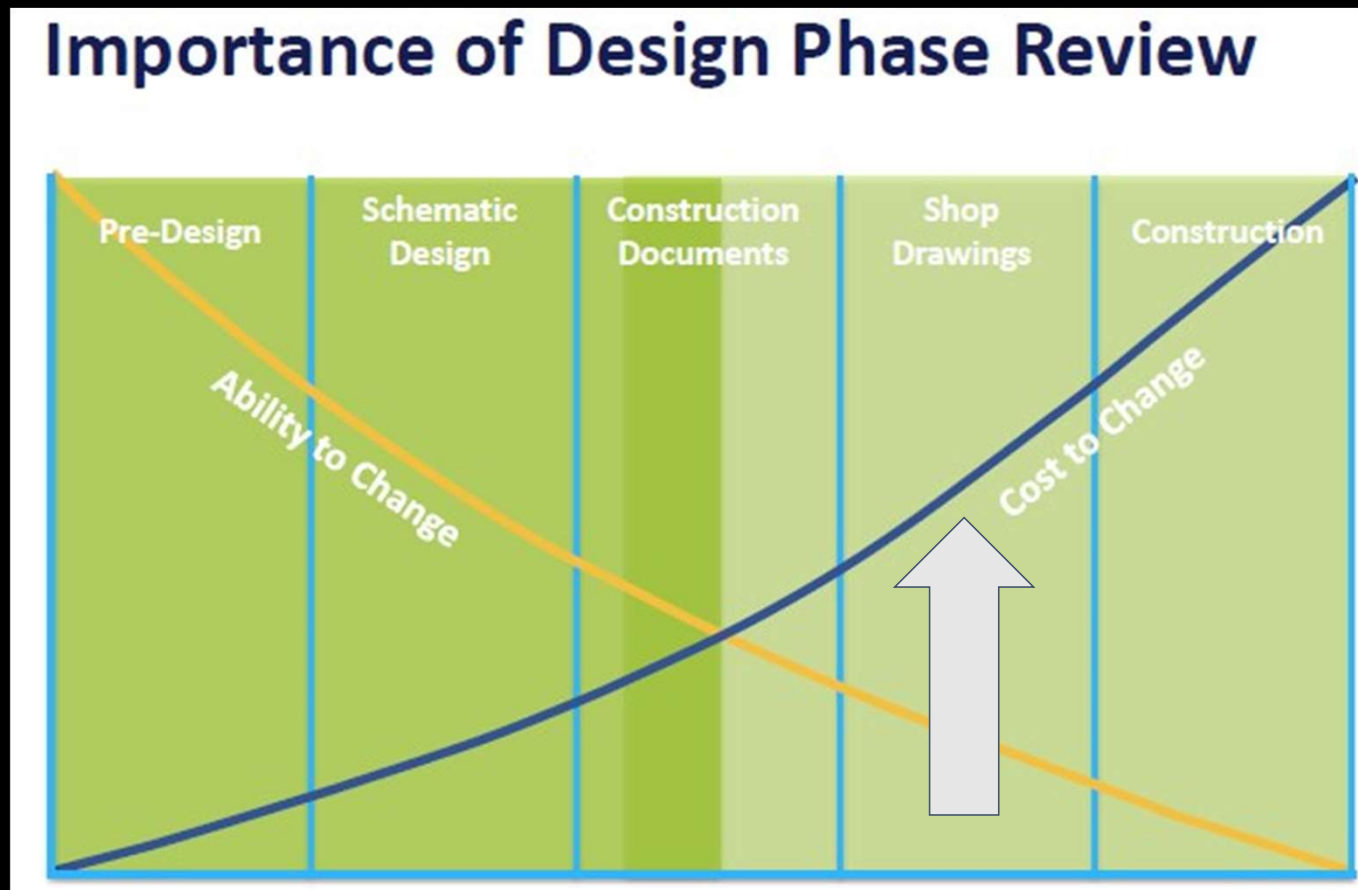 Importance of Design Phase Review
Pre-Design
Schematic
Design
Construction
Documents
Shop
Drawings
Construction
Ability to Change
Cost to Change